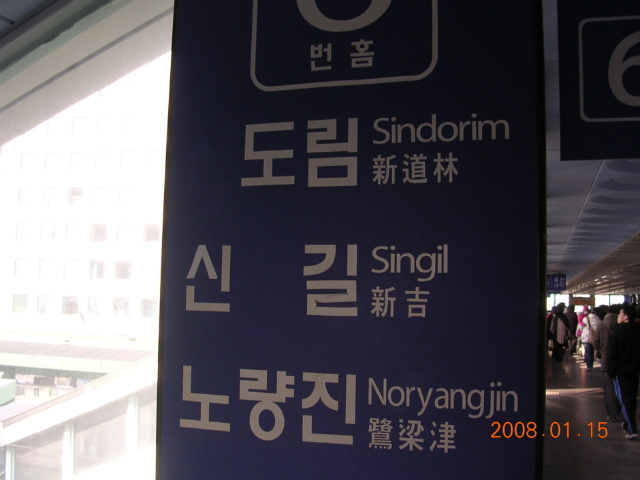 번 홈
도림 Sindorim
新道林
신 길 Singil
新吉
노량진 Noryangjin
鷺梁津
6
2008.01.15